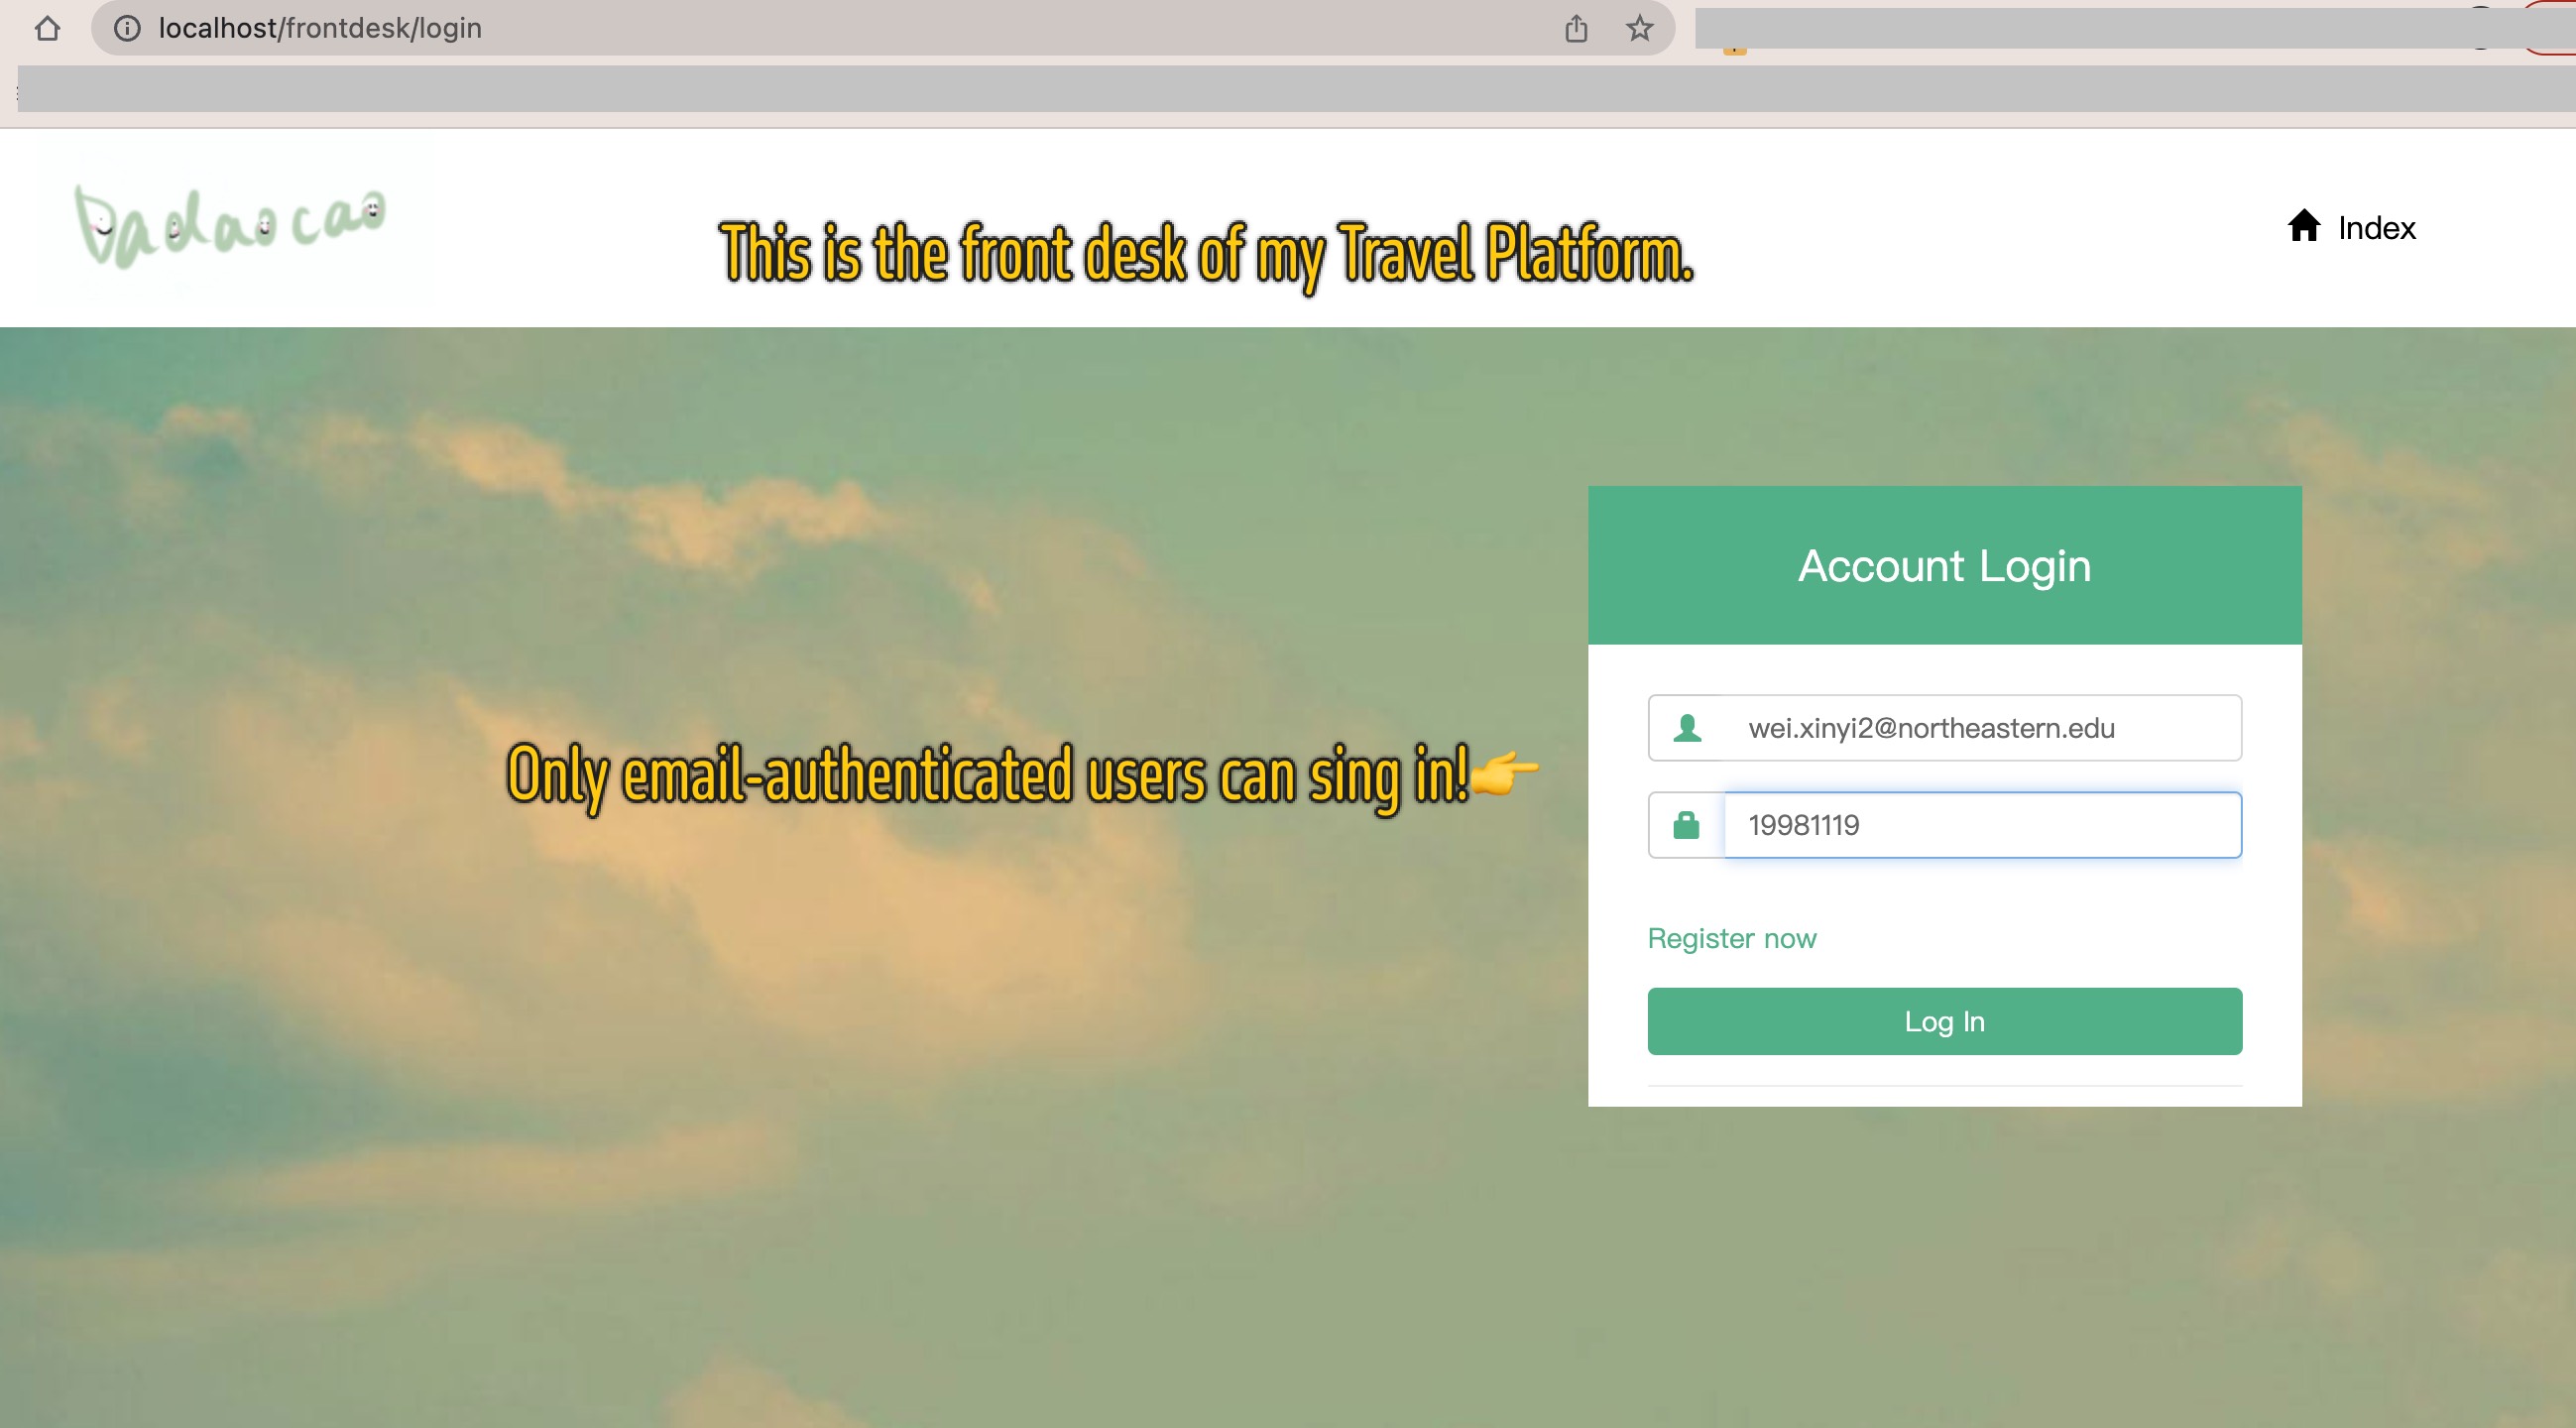 localhost/frontdesk/login
Dadaocao
This is the front desk of my Travel Platform.
Index
Account Login
wei.xinyi2@northeastern.edu
Only email-authenticated users can sing in!👉
19981119
Register now
Log In